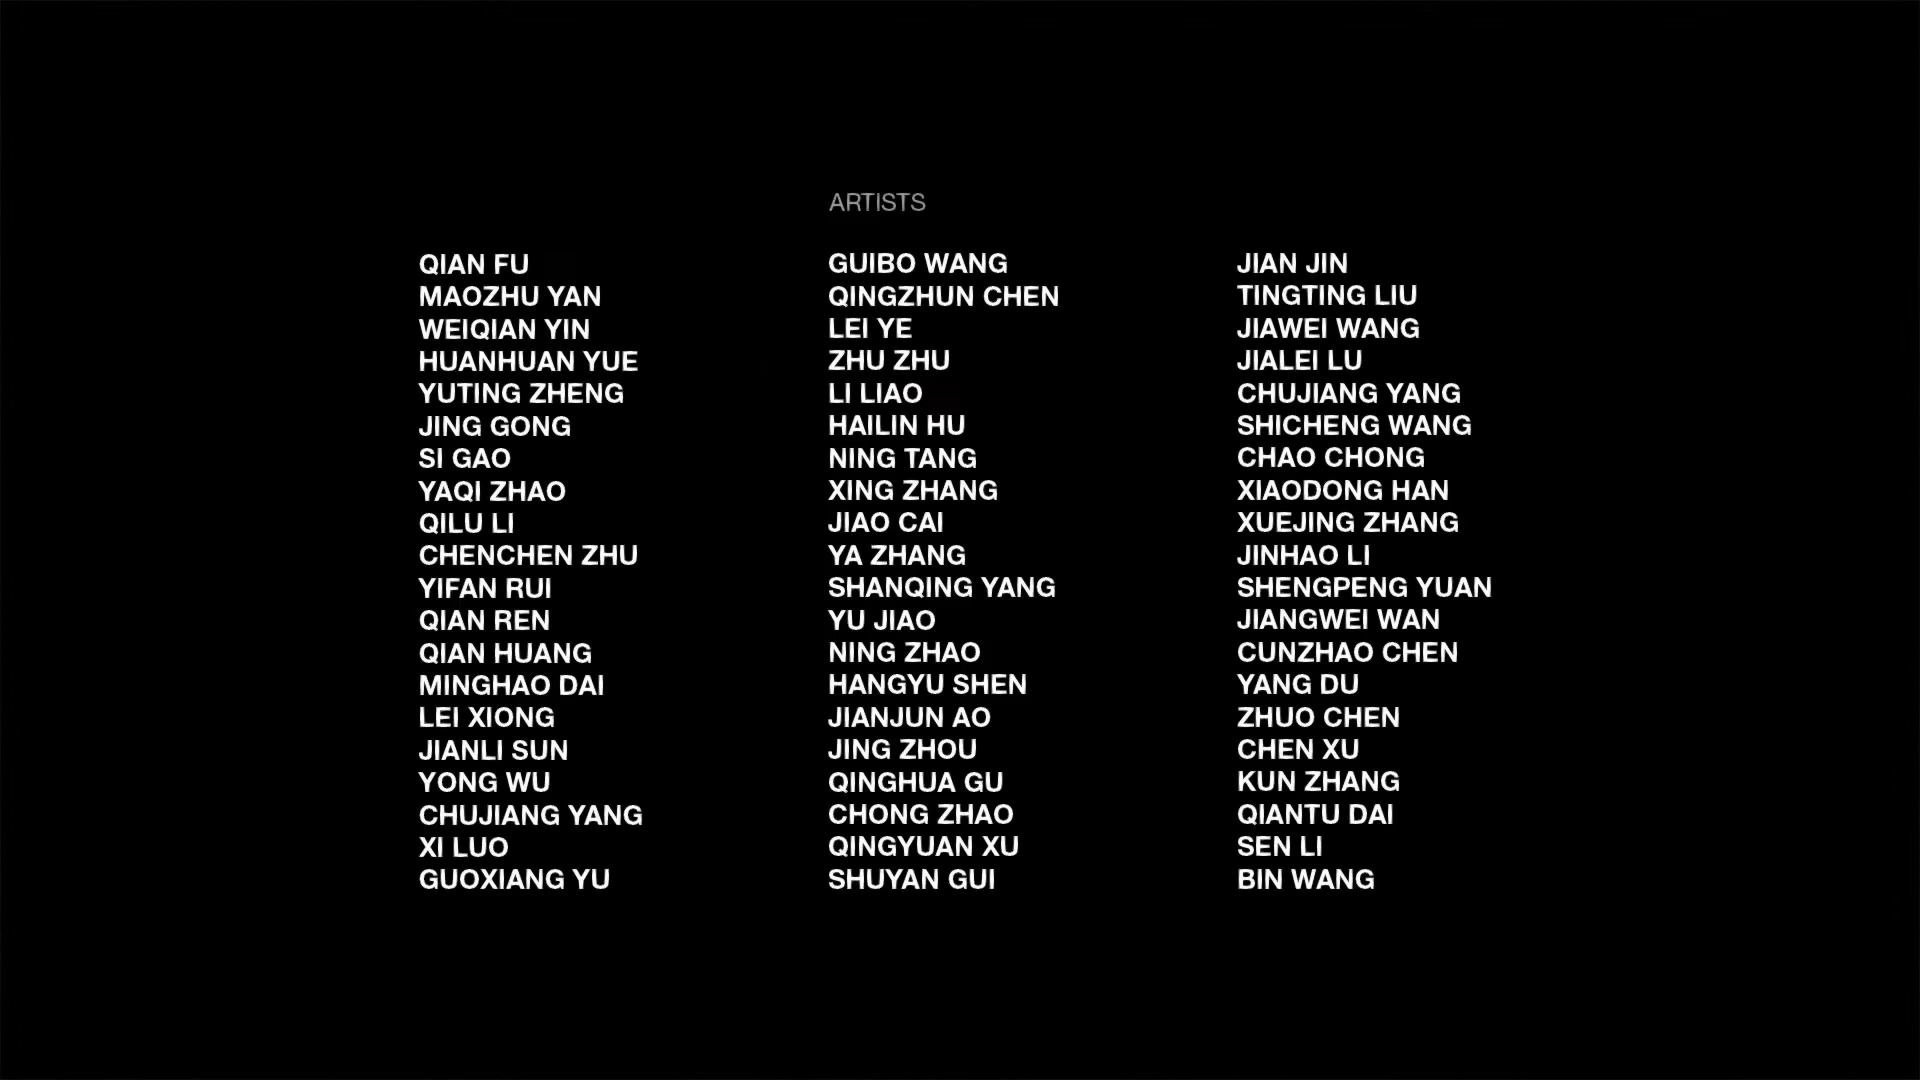 ARTISTS
QIAN FU
MAOZHU YAN
WEIQIAN YIN
HUANHUAN YUE
YUTING ZHENG
JING GONG
SI GAO
YAQI ZHAO
QILU LI
CHENCHEN ZHU
YIFAN RUI
QIAN REN
QIAN HUANG
MINGHAO DAI
LEI XIONG
JIANLI SUN
YONG WU
CHUJIANG YANG
XI LUO
GUOXIANG YU
GUIBO WANG
QINGZHUN CHEN
LEI YE
ZHU ZHU
LI LIAO
HAILIN HU
NING TANG
XING ZHANG
JIAO CAI
YA ZHANG
SHANQING YANG
YU JIAO
NING ZHAO
HANGYU SHEN
JIANJUN AO
JING ZHOU
QINGHUA GU
CHONG ZHAO
QINGYUAN XU
SHUYAN GUI
JIAN JIN
TINGTING LIU
JIAWEI WANG
JIALEI LU
CHUJIANG YANG
SHICHENG WANG
CHAO CHONG
XIAODONG HAN
XUEJING ZHANG
JINHAO LI
SHENGPENG YUAN
JIANGWEI WAN
CUNZHAO CHEN
YANG DU
ZHUO CHEN
CHEN XU
KUN ZHANG
QIANTU DAI
SEN LI
BIN WANG